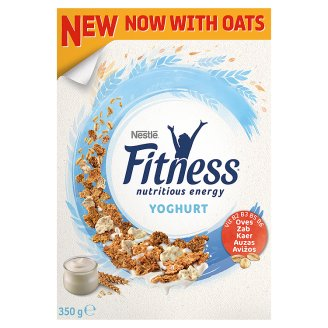 NEW NOW WITH OATS
Nestlé
Fitness
nutritious energy
YOGHURT
Oves
Zab
Kaer
Auzas
Avižos
350 g ℮